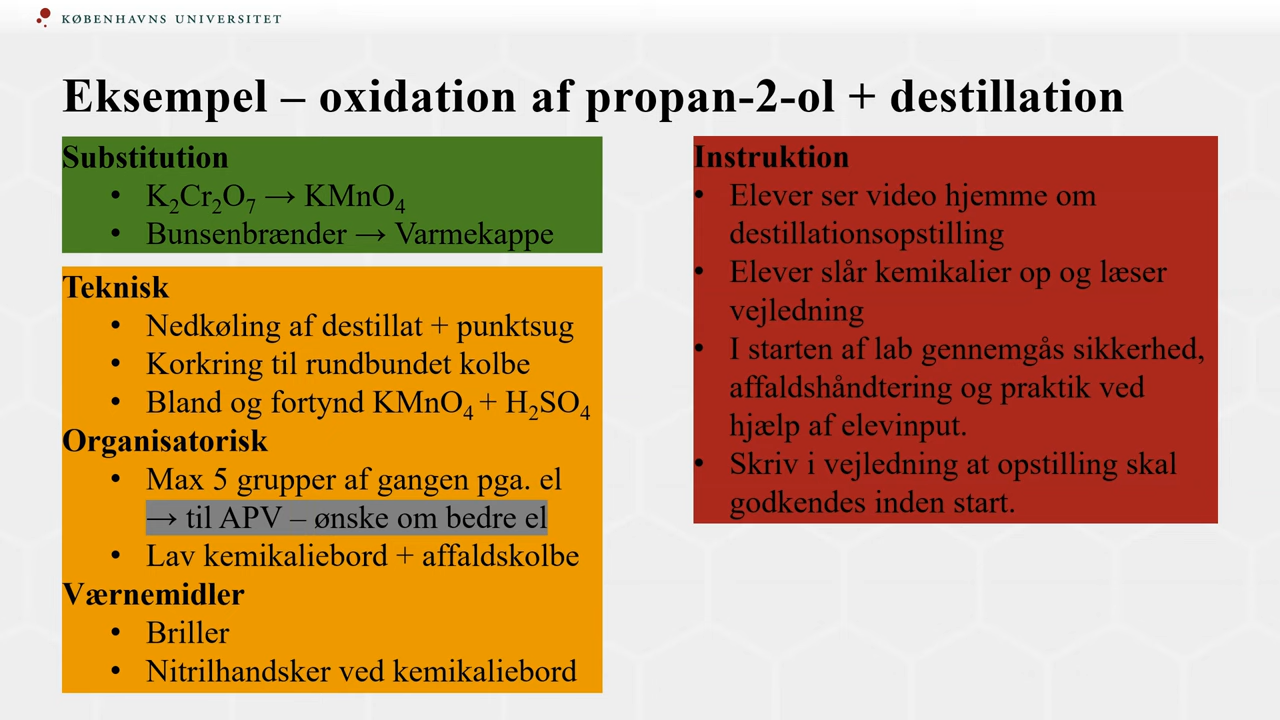 KØBENHAVNS UNIVERSITET
Eksempel – oxidation af propan-2-ol + destillation
Substitution
• K₂Cr₂O₇ → KMnO₄
• Bunsenbrænder → Varmekappe
Teknisk
• Nedkøling af destillat + punktsug
• Korkring til rundbundet kolbe
• Bland og fortynd KMnO₄ + H₂SO₄
Organisatorisk
• Max 5 grupper af gangen pga. el
→ til APV – ønske om bedre el
• Lav kemikaliebord + affaldskolbe
Værnemidler
• Briller
• Nitrilhandsker ved kemikaliebord
Instruktion
• Elever ser video hjemme om
destillationsopstilling
• Elever slår kemikalier op og læser
vejledning
• I starten af lab gennemgås sikkerhed,
affaldshåndtering og praktik ved
hjælp af elevinput.
• Skriv i vejledning at opstilling skal
godkendes inden start.